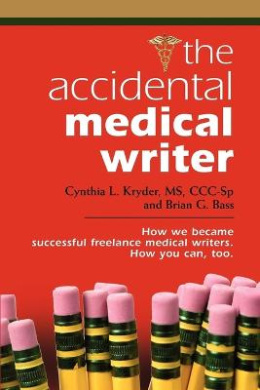 the
accidental
medical
writer
Cynthia L. Kryder, MS, CCC-Sp
and Brian G. Bass
How we became
successful freelance medical writers.
How you can, too.